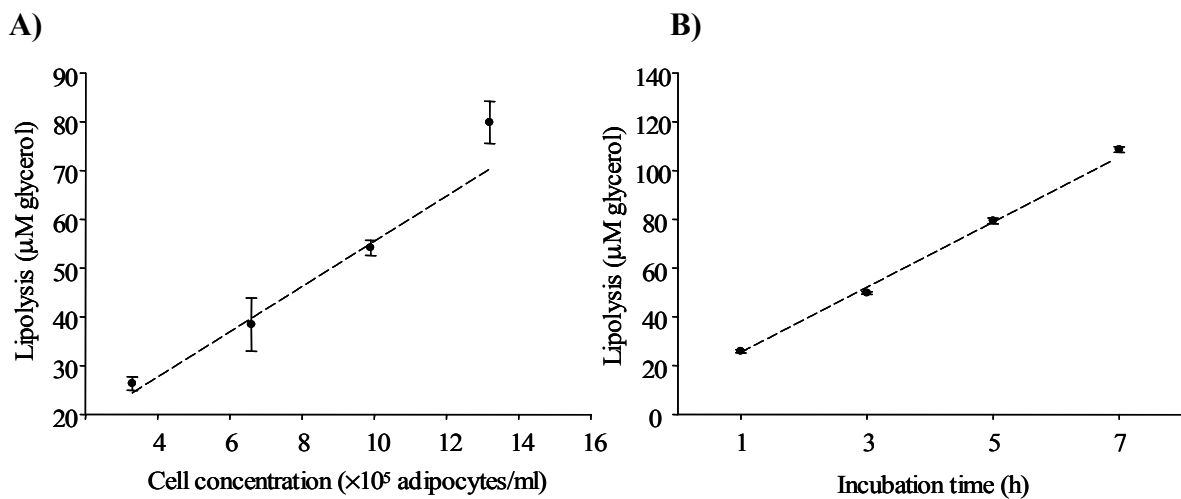 A)
90
80
70
60
50
40
30
20
Lipolysis (μM glycerol)
4 6 8 10 12 14 16
Cell concentration (×10⁵ adipocytes/ml)
B)
140
120
100
80
60
40
20
0
Lipolysis (μM glycerol)
1 3 5 7
Incubation time (h)